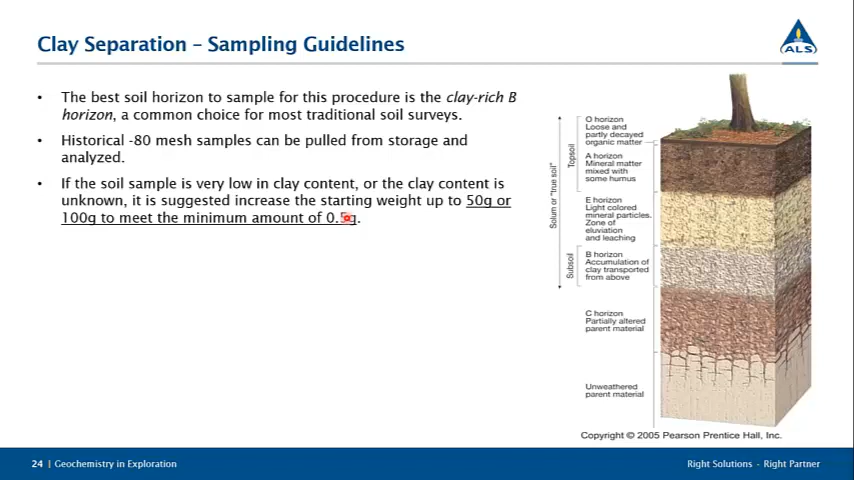 Clay Separation – Sampling Guidelines
ALS
• The best soil horizon to sample for this procedure is the clay-rich B
horizon, a common choice for most traditional soil surveys.
• Historical -80 mesh samples can be pulled from storage and
analyzed.
• If the soil sample is very low in clay content, or the clay content is
unknown, it is suggested increase the starting weight up to 50g or
100g to meet the minimum amount of 0.5g.
Solum or "true soil"
Topsoil
O horizon
Loose and
partly decayed
organic matter
A horizon
Mineral matter
mixed with
some humus
E horizon
Light colored
mineral particles.
Zone of
eluviation
and leaching
Subsoil
B horizon
Accumulation of
clay transported
from above
C horizon
Partially altered
parent material
Unweathered
parent material
Copyright © 2005 Pearson Prentice Hall, Inc.
24 | Geochemistry in Exploration
Right Solutions - Right Partner